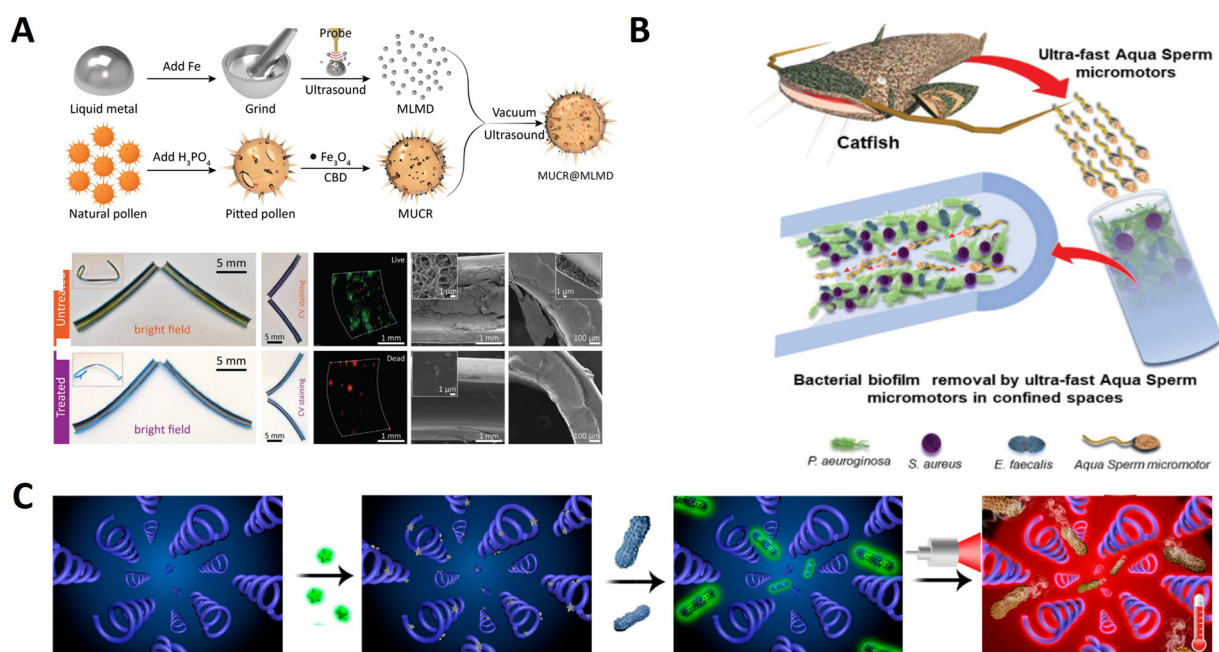 A
Liquid metal
Add Fe
Grind
Probe
Ultrasound
MLMD
Vacuum
Ultrasound
MUCR@MLMD
Natural pollen
Add H₃PO₄
Pitted pollen
● Fe₃O₄
CBD
MUCR
Untreated
5 mm
bright field
CV staining
5 mm
Live
1 mm
1 μm
1 mm
1 μm
100 μm
Treated
5 mm
bright field
CV staining
5 mm
Dead
1 mm
1 μm
1 mm
100 μm
B
Ultra-fast Aqua Sperm
micromotors
Catfish
Bacterial biofilm removal by ultra-fast Aqua Sperm
micromotors in confined spaces
P. aeuroginosa
S. aureus
E. faecalis
Aqua Sperm micromotor
C